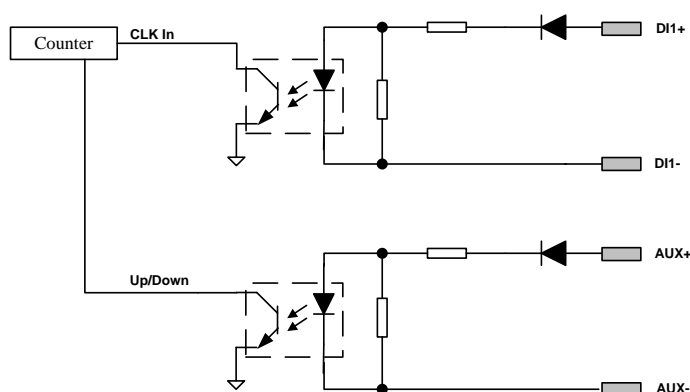 CLK In
DI1+
Counter
DI1-
AUX+
Up/Down
AUX-